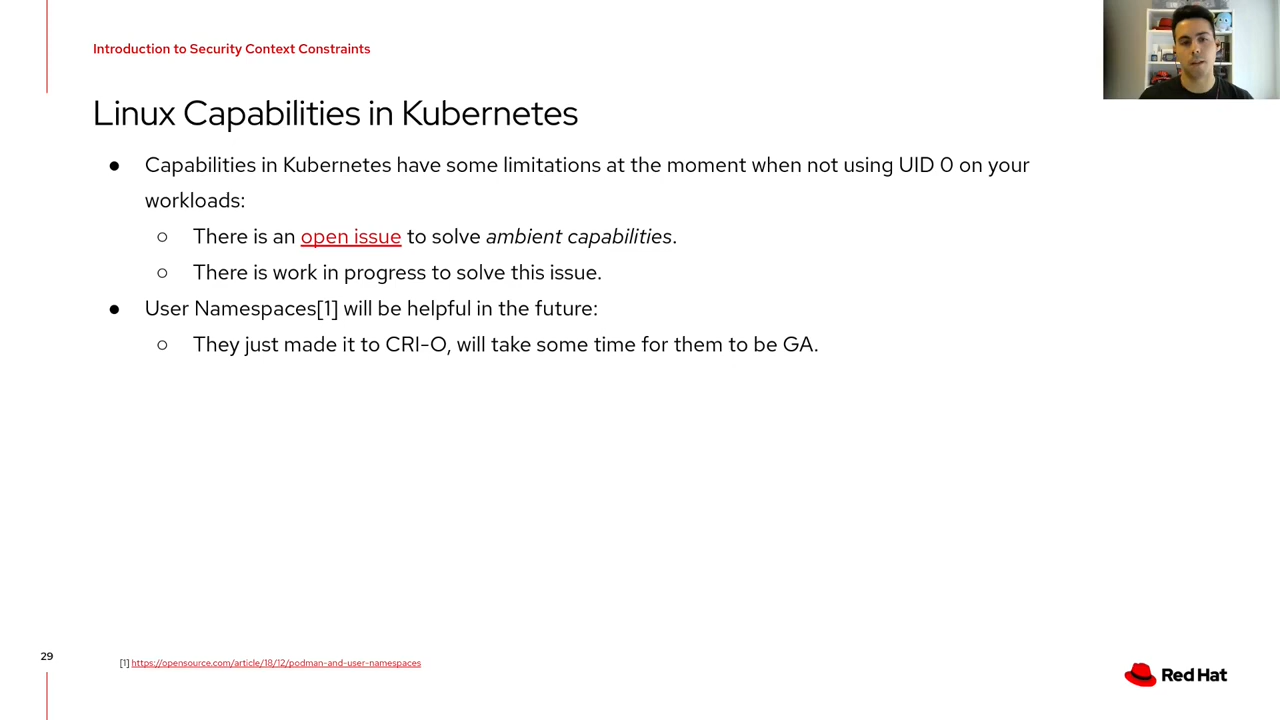 Introduction to Security Context Constraints
Linux Capabilities in Kubernetes
● Capabilities in Kubernetes have some limitations at the moment when not using UID 0 on your
workloads:
○ There is an open issue to solve ambient capabilities.
○ There is work in progress to solve this issue.
● User Namespaces[1] will be helpful in the future:
○ They just made it to CRI-O, will take some time for them to be GA.
29
[1] https://opensource.com/article/18/12/podman-and-user-namespaces
Red Hat